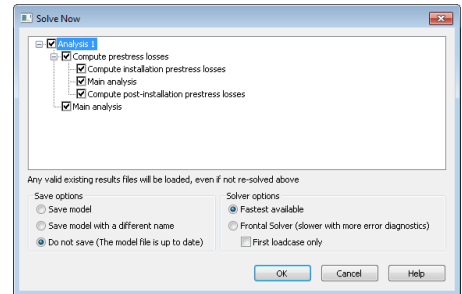 Solve Now
Analysis 1
Compute prestress losses
Compute installation prestress losses
Main analysis
Compute post-installation prestress losses
Main analysis
Any valid existing results files will be loaded, even if not re-solved above
Save options
Save model
Save model with a different name
Do not save (The model file is up to date)
Solver options
Fastest available
Frontal Solver (slower with more error diagnostics)
First loadcase only
OK
Cancel
Help